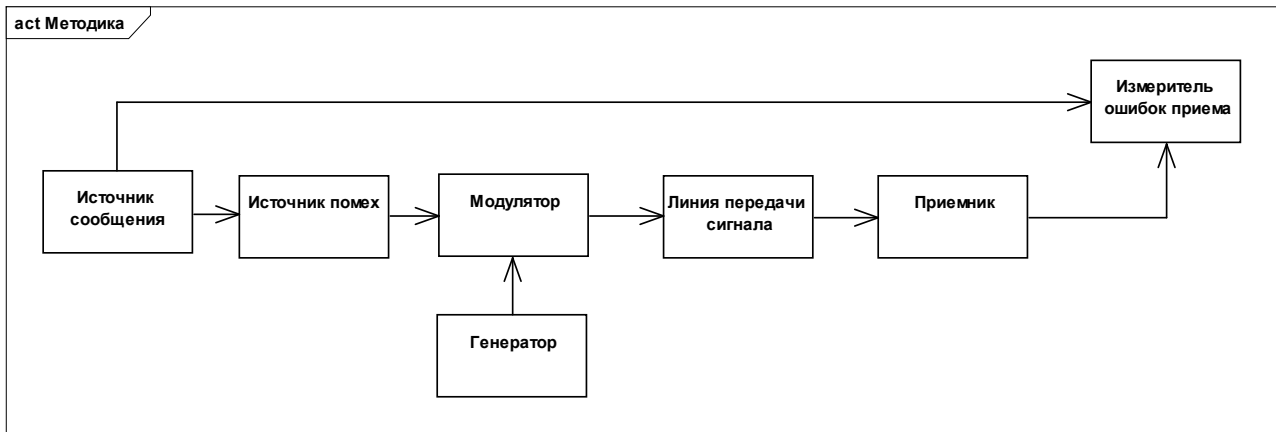 act Методика
Измеритель
ошибок приема
Источник
сообщения
Источник помех
Модулятор
Линия передачи
сигнала
Приемник
Генератор